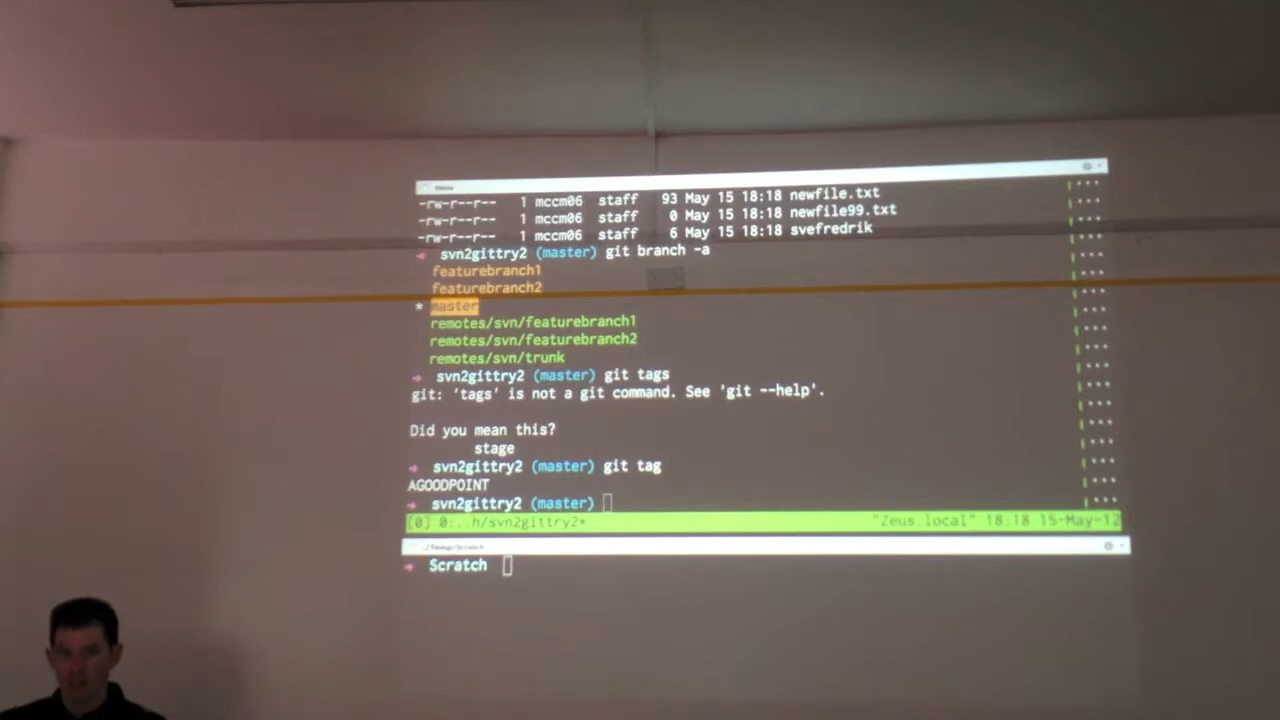 -rw-r--r-- 1 mccm06 staff 93 May 15 18:18 newfile.txt
-rw-r--r-- 1 mccm06 staff 0 May 15 18:18 newfile99.txt
-rw-r--r-- 1 mccm06 staff 6 May 15 18:18 svefredrik
svn2gittry2 (master) git branch -a
featurebranch1
featurebranch2
* master
remotes/svn/featurebranch1
remotes/svn/featurebranch2
remotes/svn/trunk
svn2gittry2 (master) git tags
git: 'tags' is not a git command. See 'git --help'.
Did you mean this?
stage
svn2gittry2 (master) git tag
AGOODPOINT
svn2gittry2 (master)
[0] 0:..h/svn2gittry2* "Zeus.local" 18:18 15-May-12
Scratch